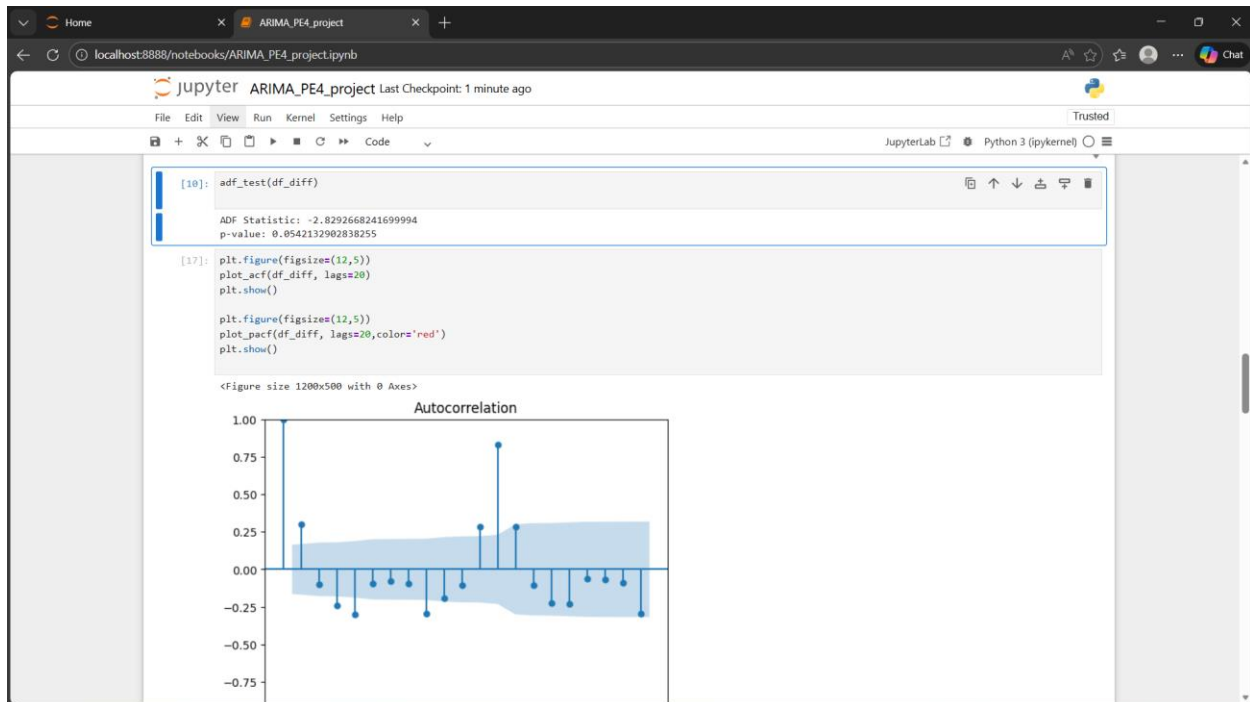 Home
ARIMA_PE4_project
localhost:8888/notebooks/ARIMA_PE4_project.ipynb
Chat
jupyter ARIMA_PE4_project Last Checkpoint: 1 minute ago
File Edit View Run Kernel Settings Help
Trusted
Code
JupyterLab
Python 3 (ipykernel)
[10]: adf_test(df_diff)
ADF Statistic: -2.8292668241699994
p-value: 0.0542132902838255
[17]: plt.figure(figsize=(12,5))
plot_acf(df_diff, lags=20)
plt.show()
plt.figure(figsize=(12,5))
plot_pacf(df_diff, lags=20,color='red')
plt.show()
<Figure size 1200x500 with 0 Axes>
Autocorrelation
1.00
0.75
0.50
0.25
0.00
−0.25
−0.50
−0.75